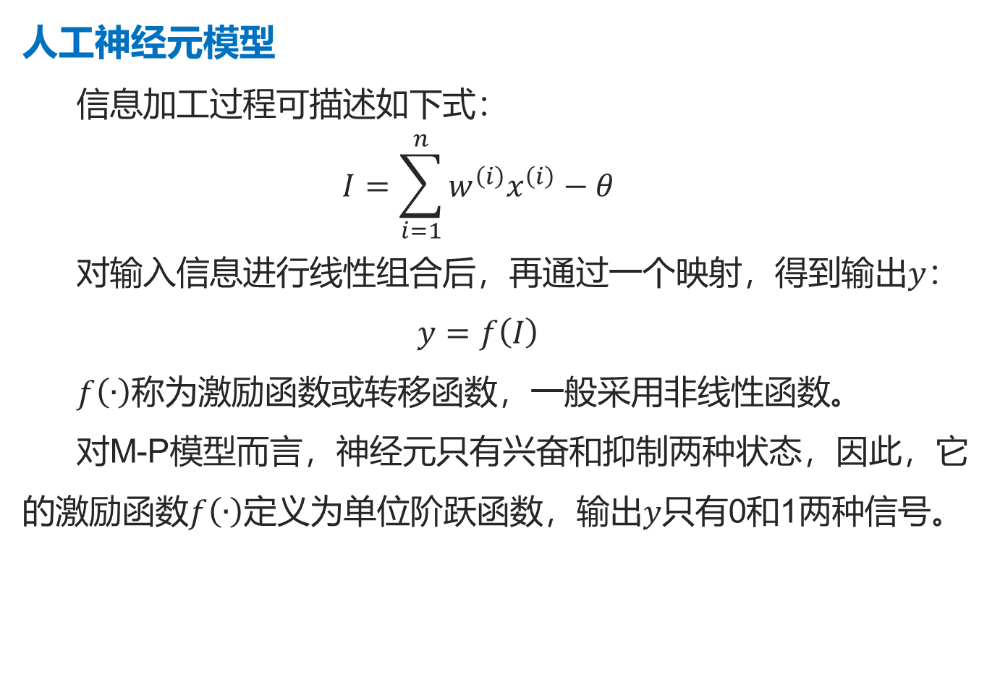 人工神经元模型
信息加工过程可描述如下式：
I = ∑_{i=1}^{n} w^{(i)} x^{(i)} − θ
对输入信息进行线性组合后，再通过一个映射，得到输出y：
y = f(I)
f(·)称为激励函数或转移函数，一般采用非线性函数。
对M-P模型而言，神经元只有兴奋和抑制两种状态，因此，它
的激励函数f(·)定义为单位阶跃函数，输出y只有0和1两种信号。